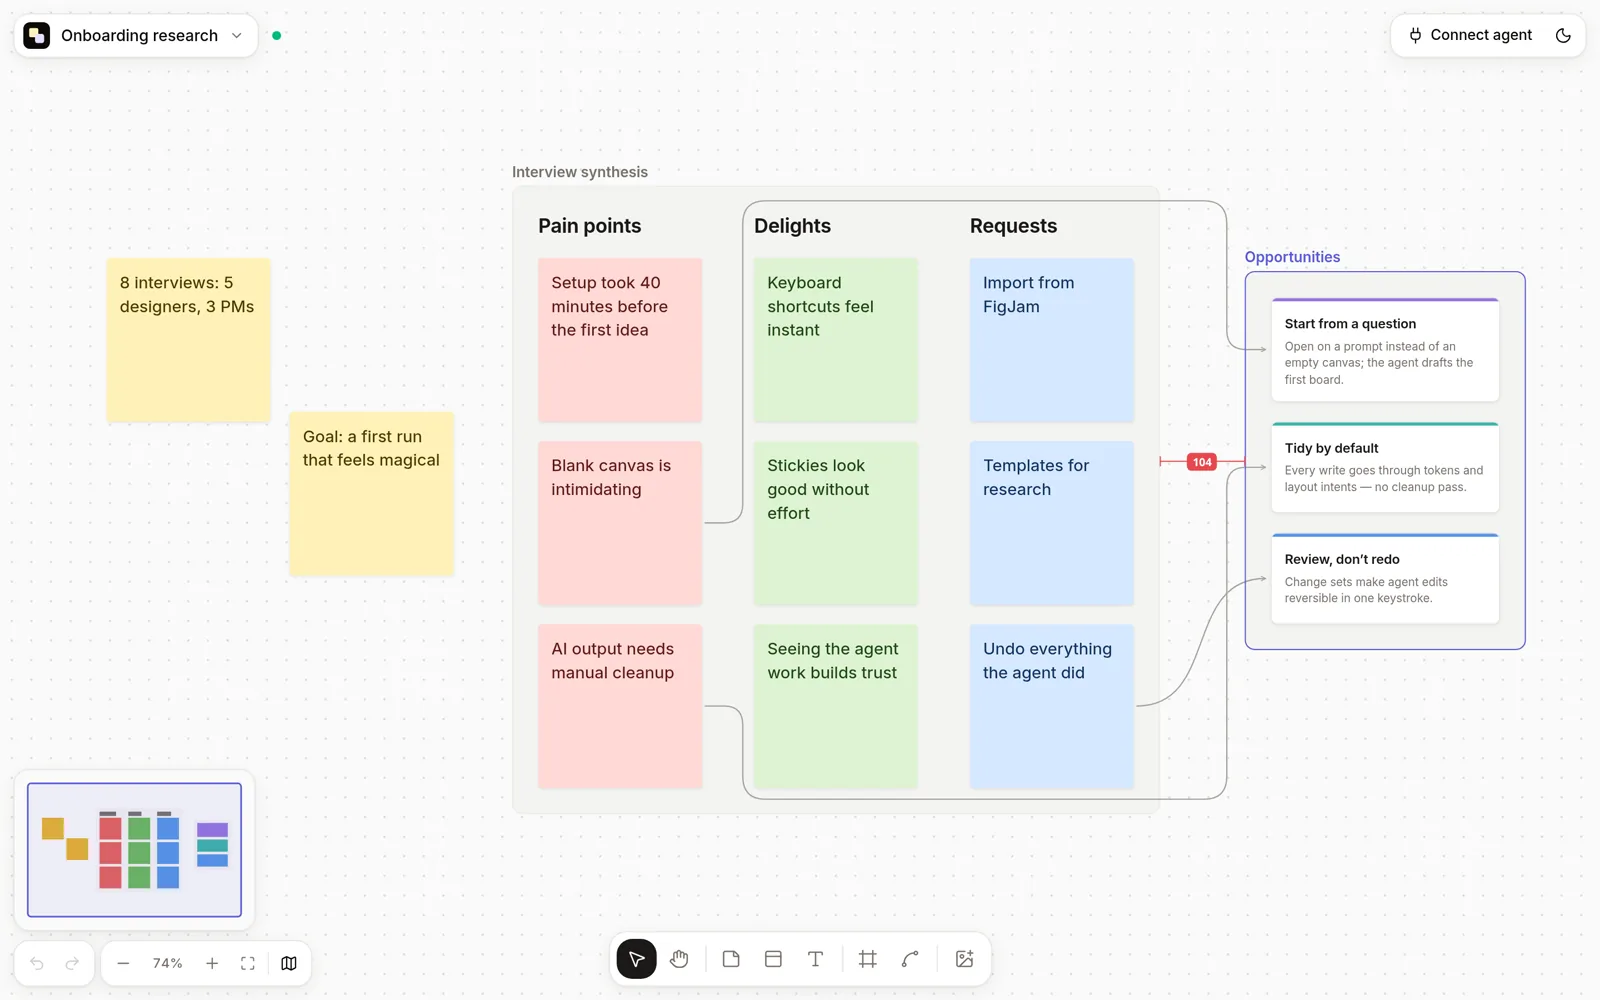 Onboarding research
Connect agent
Interview synthesis
Pain points
Delights
Requests
Opportunities
8 interviews: 5
designers, 3 PMs
Goal: a first run
that feels magical
Setup took 40
minutes before
the first idea
Blank canvas is
intimidating
AI output needs
manual cleanup
Keyboard
shortcuts feel
instant
Stickies look
good without
effort
Seeing the agent
work builds trust
Import from
FigJam
Templates for
research
Undo everything
the agent did
104
Start from a question
Open on a prompt instead of an
empty canvas; the agent drafts the
first board.
Tidy by default
Every write goes through tokens and
layout intents — no cleanup pass.
Review, don’t redo
Change sets make agent edits
reversible in one keystroke.
74%